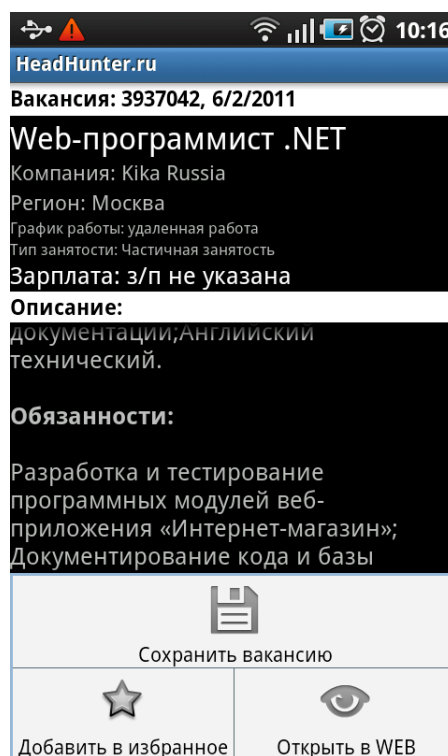 10:16
HeadHunter.ru
Вакансия: 3937042, 6/2/2011
Web-программист .NET
Компания: Kika Russia
Регион: Москва
График работы: удаленная работа
Тип занятости: Частичная занятость
Зарплата: з/п не указана
Описание:
документации;Английский
технический.
Обязанности:
Разработка и тестирование
программных модулей веб-
приложения «Интернет-магазин»;
Документирование кода и базы
Сохранить вакансию
Добавить в избранное
Открыть в WEB